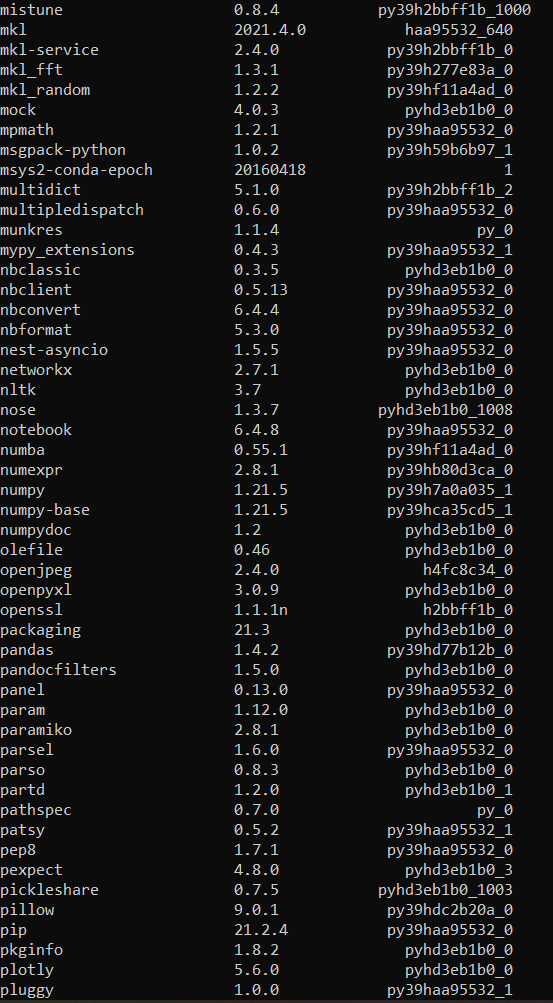 mistune 0.8.4 py39h2bbff1b_1000
mkl 2021.4.0 haa95532_640
mkl-service 2.4.0 py39h2bbff1b_0
mkl_fft 1.3.1 py39h277e83a_0
mkl_random 1.2.2 py39hf11a4ad_0
mock 4.0.3 pyhd3eb1b0_0
mpmath 1.2.1 py39haa95532_0
msgpack-python 1.0.2 py39h59b6b97_1
msys2-conda-epoch 20160418 1
multidict 5.1.0 py39h2bbff1b_2
multipledispatch 0.6.0 py39haa95532_0
munkres 1.1.4 py_0
mypy_extensions 0.4.3 py39haa95532_1
nbclassic 0.3.5 pyhd3eb1b0_0
nbclient 0.5.13 py39haa95532_0
nbconvert 6.4.4 py39haa95532_0
nbformat 5.3.0 py39haa95532_0
nest-asyncio 1.5.5 py39haa95532_0
networkx 2.7.1 pyhd3eb1b0_0
nltk 3.7 pyhd3eb1b0_0
nose 1.3.7 pyhd3eb1b0_1008
notebook 6.4.8 py39haa95532_0
numba 0.55.1 py39hf11a4ad_0
numexpr 2.8.1 py39hb80d3ca_0
numpy 1.21.5 py39h7a0a035_1
numpy-base 1.21.5 py39hca35cd5_1
numpydoc 1.2 pyhd3eb1b0_0
olefile 0.46 pyhd3eb1b0_0
openjpeg 2.4.0 h4fc8c34_0
openpyxl 3.0.9 pyhd3eb1b0_0
openssl 1.1.1n h2bbff1b_0
packaging 21.3 pyhd3eb1b0_0
pandas 1.4.2 py39hd77b12b_0
pandocfilters 1.5.0 pyhd3eb1b0_0
panel 0.13.0 py39haa95532_0
param 1.12.0 pyhd3eb1b0_0
paramiko 2.8.1 pyhd3eb1b0_0
parsel 1.6.0 py39haa95532_0
parso 0.8.3 pyhd3eb1b0_0
partd 1.2.0 pyhd3eb1b0_1
pathspec 0.7.0 py_0
patsy 0.5.2 py39haa95532_1
pep8 1.7.1 py39haa95532_0
pexpect 4.8.0 pyhd3eb1b0_3
pickleshare 0.7.5 pyhd3eb1b0_1003
pillow 9.0.1 py39hdc2b20a_0
pip 21.2.4 py39haa95532_0
pkginfo 1.8.2 pyhd3eb1b0_0
plotly 5.6.0 pyhd3eb1b0_0
pluggy 1.0.0 py39haa95532_1